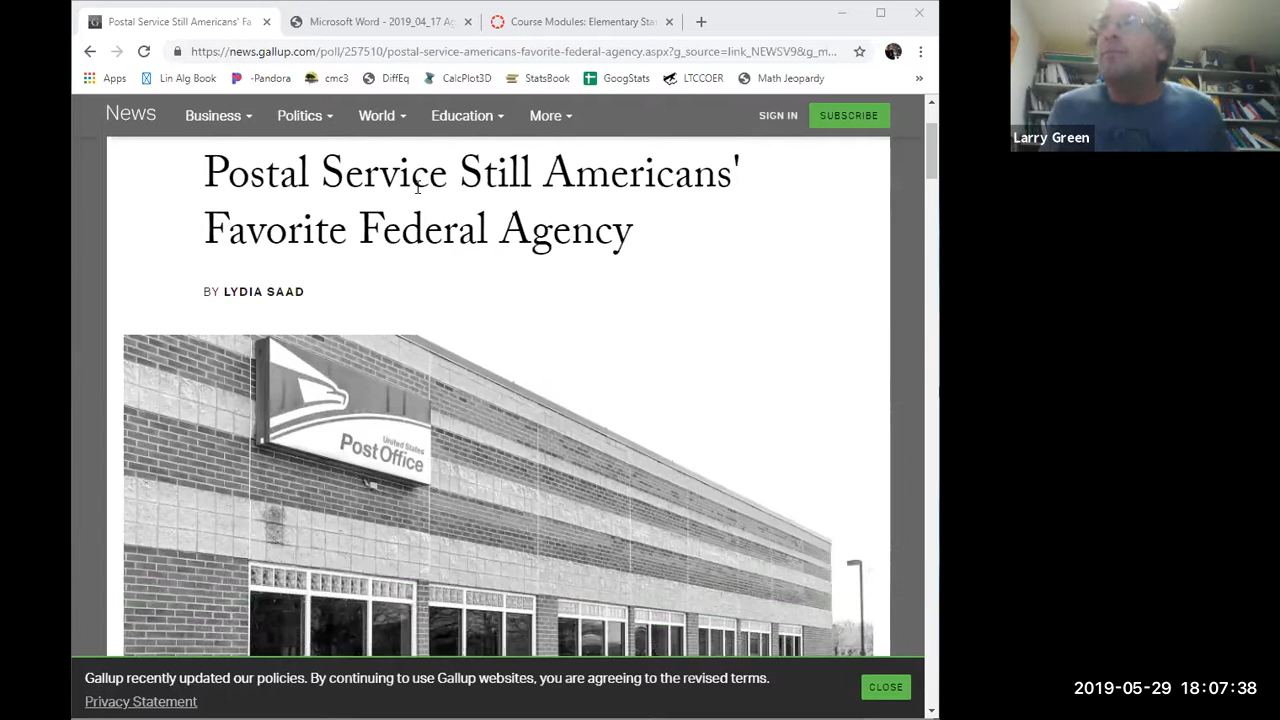 Postal Service Still Americans' Fa
Microsoft Word - 2019_04_17 Ag
Course Modules: Elementary Sta
https://news.gallup.com/poll/257510/postal-service-americans-favorite-federal-agency.aspx?g_source=link_NEWSV9&g_m...
Apps Lin Alg Book -Pandora cmc3 DiffEq CalcPlot3D StatsBook GoogStats LTCCOER Math Jeopardy »
News Business Politics World Education More SIGN IN SUBSCRIBE
Larry Green
Postal Service Still Americans'
Favorite Federal Agency
BY LYDIA SAAD
United States
Post Office
Gallup recently updated our policies. By continuing to use Gallup websites, you are agreeing to the revised terms.
Privacy Statement
CLOSE
2019-05-29 18:07:38